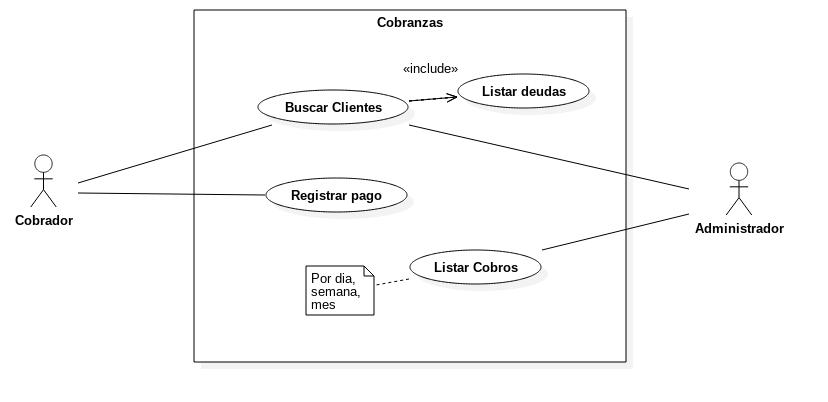 Cobranzas
«include»
Buscar Clientes
Listar deudas
Cobrador
Registrar pago
Administrador
Listar Cobros
Por dia,
semana,
mes